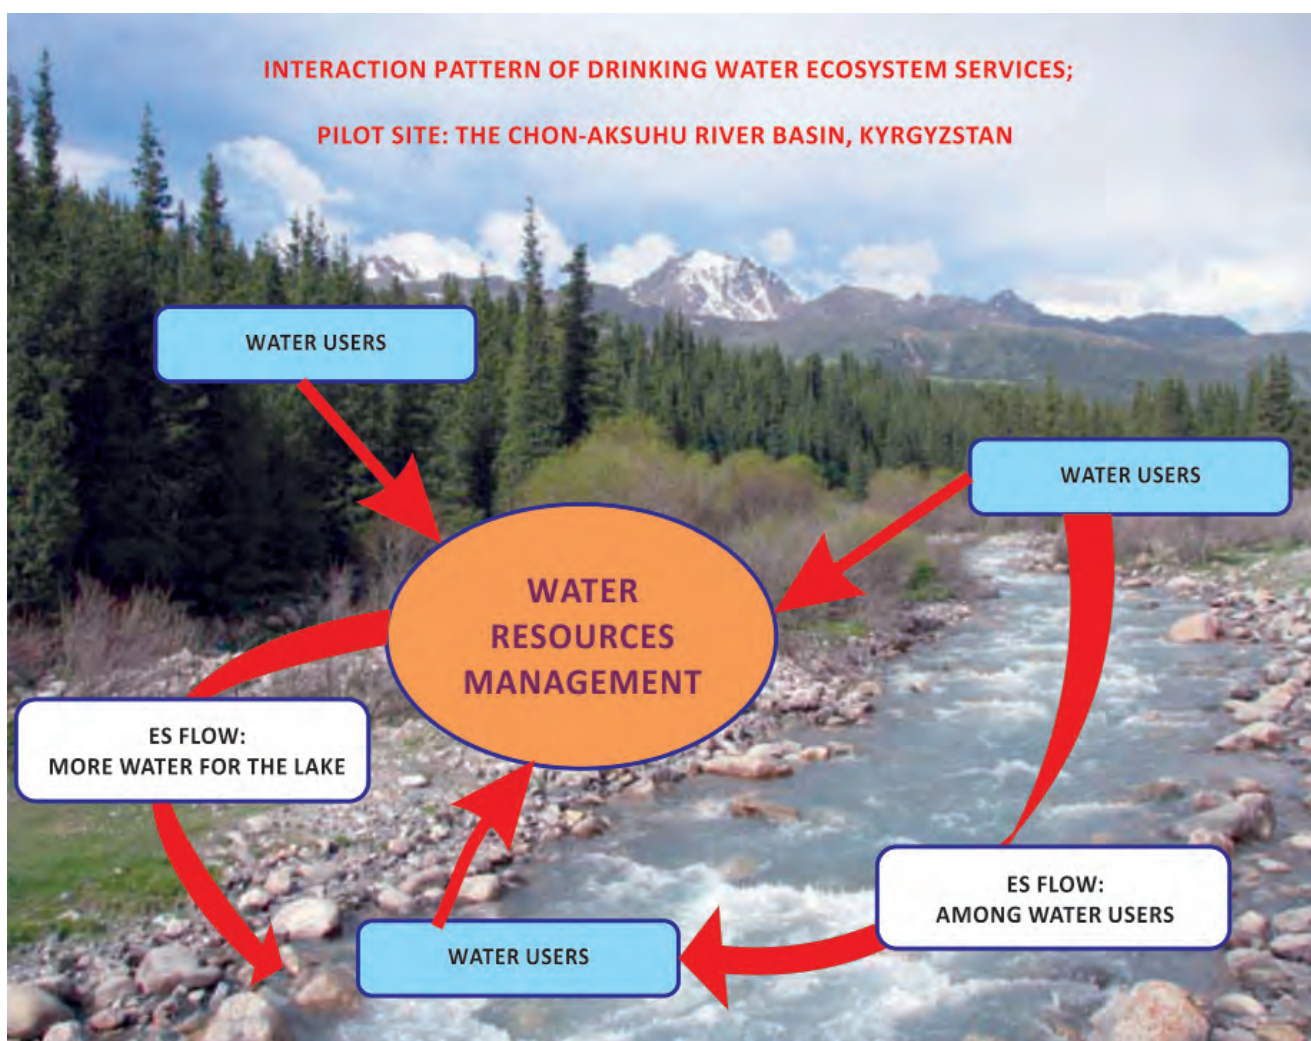 INTERACTION PATTERN OF DRINKING WATER ECOSYSTEM SERVICES;
PILOT SITE: THE CHON-AKSUHU RIVER BASIN, KYRGYZSTAN
WATER USERS
WATER USERS
WATER
RESOURCES
MANAGEMENT
ES FLOW:
MORE WATER FOR THE LAKE
ES FLOW:
AMONG WATER USERS
WATER USERS